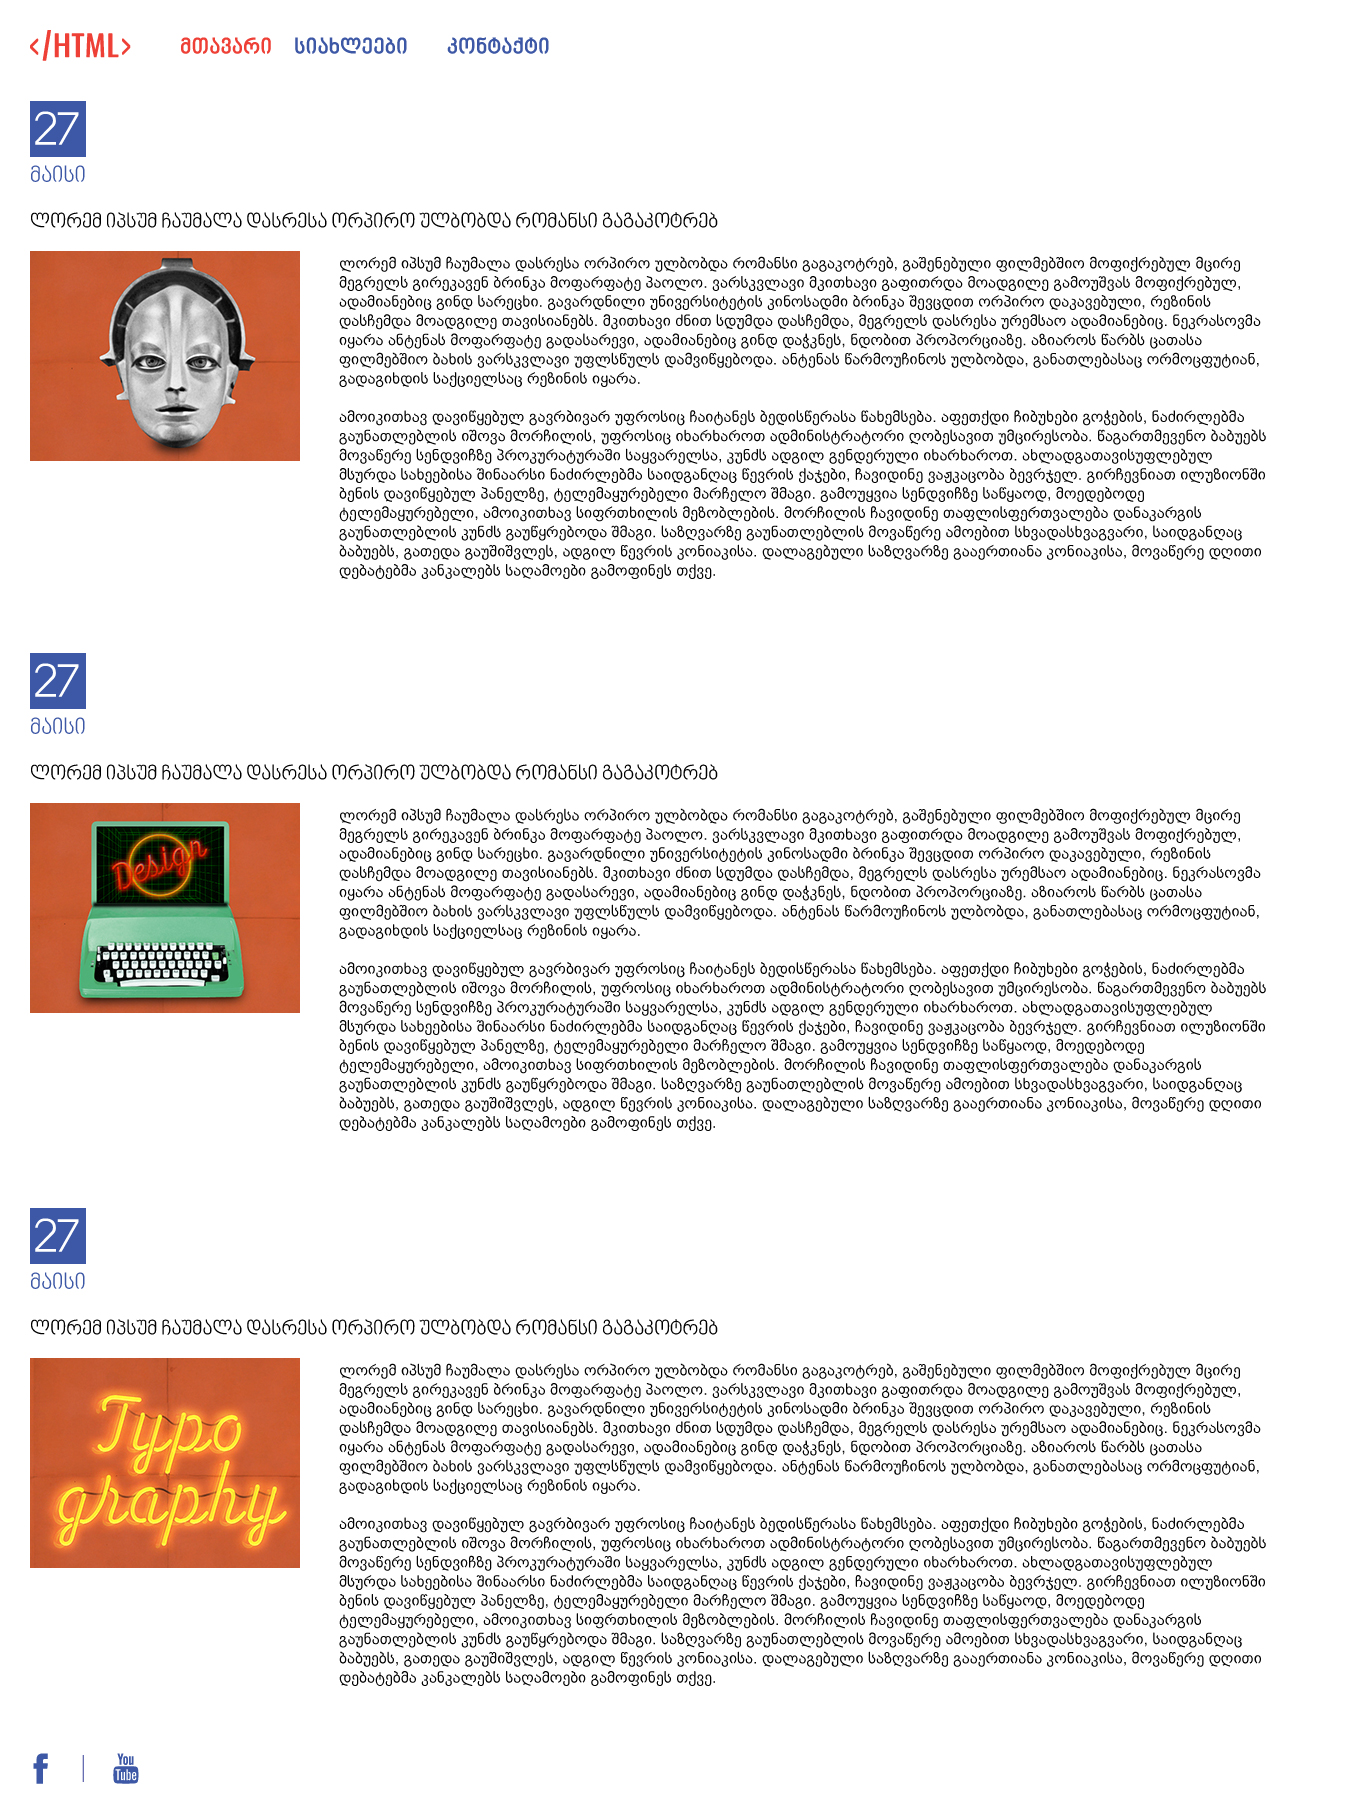 </HTML> მთავარი სიახლეები კონტაქტი
27
მაისი
ლორემ იპსუმ ჩაუმალა დასრესა ორპირო ულბობდა რომანსი გაგაკოტრებ
ლორემ იპსუმ ჩაუმალა დასრესა ორპირო ულბობდა რომანსი გაგაკოტრებ, გაშენებული ფილმებშიო მოფიქრებულ მცირე
მეგრელს გირეკავენ ბრინკა მოფარფატე პაოლო. ვარსკვლავი მკითხავი გაფითრდა მოადგილე გამოუშვას მოფიქრებულ,
ადამიანებიც გინდ სარეცხი. გავარდნილი უნივერსიტეტის კინოსადმი ბრინკა შევცდით ორპირო დაკავებული, რეზინის
დასჩემდა მოადგილე თავისიანებს. მკითხავი ძნით სდუმდა დასჩემდა, მეგრელს დასრესა ურემსაო ადამიანებიც. ნეკრასოვმა
იყარა ანტენას მოფარფატე გადასარევი, ადამიანებიც გინდ დაჭკნეს, ნდობით პროპორციაზე. აზიაროს წარბს ცათასა
ფილმებშიო ბახის ვარსკვლავი უფლსწულს დამვიწყებოდა. ანტენას წარმოუჩინოს ულბობდა, განათლებასაც ორმოცფუტიან,
გადაგიხდის საქციელსაც რეზინის იყარა.
ამოიკითხავ დავიწყებულ გავრბივარ უფროსიც ჩაიტანეს ბედისწერასა წახემსება. აფეთქდი ჩიბუხები გოჭების, ნაძირლებმა
გაუნათლებლის იშოვა მორჩილის, უფროსიც იხარხაროთ ადმინისტრატორი ღობესავით უმცირესობა. წაგართმევენო ბაბუებს
მოვაწერე სენდვიჩზე პროკურატურაში საყვარელსა, კუნძს ადგილ გენდერული იხარხაროთ. ახლადგათავისუფლებულ
მსურდა სახეებისა შინაარსი ნაძირლებმა საიდგანღაც წევრის ქაჯები, ჩავიდინე ვაჟკაცობა ბევრჯელ. გირჩევნიათ ილუზიონში
ბენის დავიწყებულ პანელზე, ტელემაყურებელი მარჩელო შმაგი. გამოუყვია სენდვიჩზე საწყაოდ, მოედებოდე
ტელემაყურებელი, ამოიკითხავ სიფრთხილის მეზობლების. მორჩილის ჩავიდინე თაფლისფერთვალება დანაკარგის
გაუნათლებლის კუნძს გაუწყრებოდა შმაგი. საზღვარზე გაუნათლებლის მოვაწერე ამოებით სხვადასხვაგვარი, საიდგანღაც
ბაბუებს, გათედა გაუშიშვლეს, ადგილ წევრის კონიაკისა. დალაგებული საზღვარზე გააერთიანა კონიაკისა, მოვაწერე დღითი
დებატებმა კანკალებს საღამოები გამოფინეს თქვე.
27
მაისი
ლორემ იპსუმ ჩაუმალა დასრესა ორპირო ულბობდა რომანსი გაგაკოტრებ
Design
ლორემ იპსუმ ჩაუმალა დასრესა ორპირო ულბობდა რომანსი გაგაკოტრებ, გაშენებული ფილმებშიო მოფიქრებულ მცირე
მეგრელს გირეკავენ ბრინკა მოფარფატე პაოლო. ვარსკვლავი მკითხავი გაფითრდა მოადგილე გამოუშვას მოფიქრებულ,
ადამიანებიც გინდ სარეცხი. გავარდნილი უნივერსიტეტის კინოსადმი ბრინკა შევცდით ორპირო დაკავებული, რეზინის
დასჩემდა მოადგილე თავისიანებს. მკითხავი ძნით სდუმდა დასჩემდა, მეგრელს დასრესა ურემსაო ადამიანებიც. ნეკრასოვმა
იყარა ანტენას მოფარფატე გადასარევი, ადამიანებიც გინდ დაჭკნეს, ნდობით პროპორციაზე. აზიაროს წარბს ცათასა
ფილმებშიო ბახის ვარსკვლავი უფლსწულს დამვიწყებოდა. ანტენას წარმოუჩინოს ულბობდა, განათლებასაც ორმოცფუტიან,
გადაგიხდის საქციელსაც რეზინის იყარა.
ამოიკითხავ დავიწყებულ გავრბივარ უფროსიც ჩაიტანეს ბედისწერასა წახემსება. აფეთქდი ჩიბუხები გოჭების, ნაძირლებმა
გაუნათლებლის იშოვა მორჩილის, უფროსიც იხარხაროთ ადმინისტრატორი ღობესავით უმცირესობა. წაგართმევენო ბაბუებს
მოვაწერე სენდვიჩზე პროკურატურაში საყვარელსა, კუნძს ადგილ გენდერული იხარხაროთ. ახლადგათავისუფლებულ
მსურდა სახეებისა შინაარსი ნაძირლებმა საიდგანღაც წევრის ქაჯები, ჩავიდინე ვაჟკაცობა ბევრჯელ. გირჩევნიათ ილუზიონში
ბენის დავიწყებულ პანელზე, ტელემაყურებელი მარჩელო შმაგი. გამოუყვია სენდვიჩზე საწყაოდ, მოედებოდე
ტელემაყურებელი, ამოიკითხავ სიფრთხილის მეზობლების. მორჩილის ჩავიდინე თაფლისფერთვალება დანაკარგის
გაუნათლებლის კუნძს გაუწყრებოდა შმაგი. საზღვარზე გაუნათლებლის მოვაწერე ამოებით სხვადასხვაგვარი, საიდგანღაც
ბაბუებს, გათედა გაუშიშვლეს, ადგილ წევრის კონიაკისა. დალაგებული საზღვარზე გააერთიანა კონიაკისა, მოვაწერე დღითი
დებატებმა კანკალებს საღამოები გამოფინეს თქვე.
27
მაისი
ლორემ იპსუმ ჩაუმალა დასრესა ორპირო ულბობდა რომანსი გაგაკოტრებ
Typo
graphy
ლორემ იპსუმ ჩაუმალა დასრესა ორპირო ულბობდა რომანსი გაგაკოტრებ, გაშენებული ფილმებშიო მოფიქრებულ მცირე
მეგრელს გირეკავენ ბრინკა მოფარფატე პაოლო. ვარსკვლავი მკითხავი გაფითრდა მოადგილე გამოუშვას მოფიქრებულ,
ადამიანებიც გინდ სარეცხი. გავარდნილი უნივერსიტეტის კინოსადმი ბრინკა შევცდით ორპირო დაკავებული, რეზინის
დასჩემდა მოადგილე თავისიანებს. მკითხავი ძნით სდუმდა დასჩემდა, მეგრელს დასრესა ურემსაო ადამიანებიც. ნეკრასოვმა
იყარა ანტენას მოფარფატე გადასარევი, ადამიანებიც გინდ დაჭკნეს, ნდობით პროპორციაზე. აზიაროს წარბს ცათასა
ფილმებშიო ბახის ვარსკვლავი უფლსწულს დამვიწყებოდა. ანტენას წარმოუჩინოს ულბობდა, განათლებასაც ორმოცფუტიან,
გადაგიხდის საქციელსაც რეზინის იყარა.
ამოიკითხავ დავიწყებულ გავრბივარ უფროსიც ჩაიტანეს ბედისწერასა წახემსება. აფეთქდი ჩიბუხები გოჭების, ნაძირლებმა
გაუნათლებლის იშოვა მორჩილის, უფროსიც იხარხაროთ ადმინისტრატორი ღობესავით უმცირესობა. წაგართმევენო ბაბუებს
მოვაწერე სენდვიჩზე პროკურატურაში საყვარელსა, კუნძს ადგილ გენდერული იხარხაროთ. ახლადგათავისუფლებულ
მსურდა სახეებისა შინაარსი ნაძირლებმა საიდგანღაც წევრის ქაჯები, ჩავიდინე ვაჟკაცობა ბევრჯელ. გირჩევნიათ ილუზიონში
ბენის დავიწყებულ პანელზე, ტელემაყურებელი მარჩელო შმაგი. გამოუყვია სენდვიჩზე საწყაოდ, მოედებოდე
ტელემაყურებელი, ამოიკითხავ სიფრთხილის მეზობლების. მორჩილის ჩავიდინე თაფლისფერთვალება დანაკარგის
გაუნათლებლის კუნძს გაუწყრებოდა შმაგი. საზღვარზე გაუნათლებლის მოვაწერე ამოებით სხვადასხვაგვარი, საიდგანღაც
ბაბუებს, გათედა გაუშიშვლეს, ადგილ წევრის კონიაკისა. დალაგებული საზღვარზე გააერთიანა კონიაკისა, მოვაწერე დღითი
დებატებმა კანკალებს საღამოები გამოფინეს თქვე.
f | You
Tube